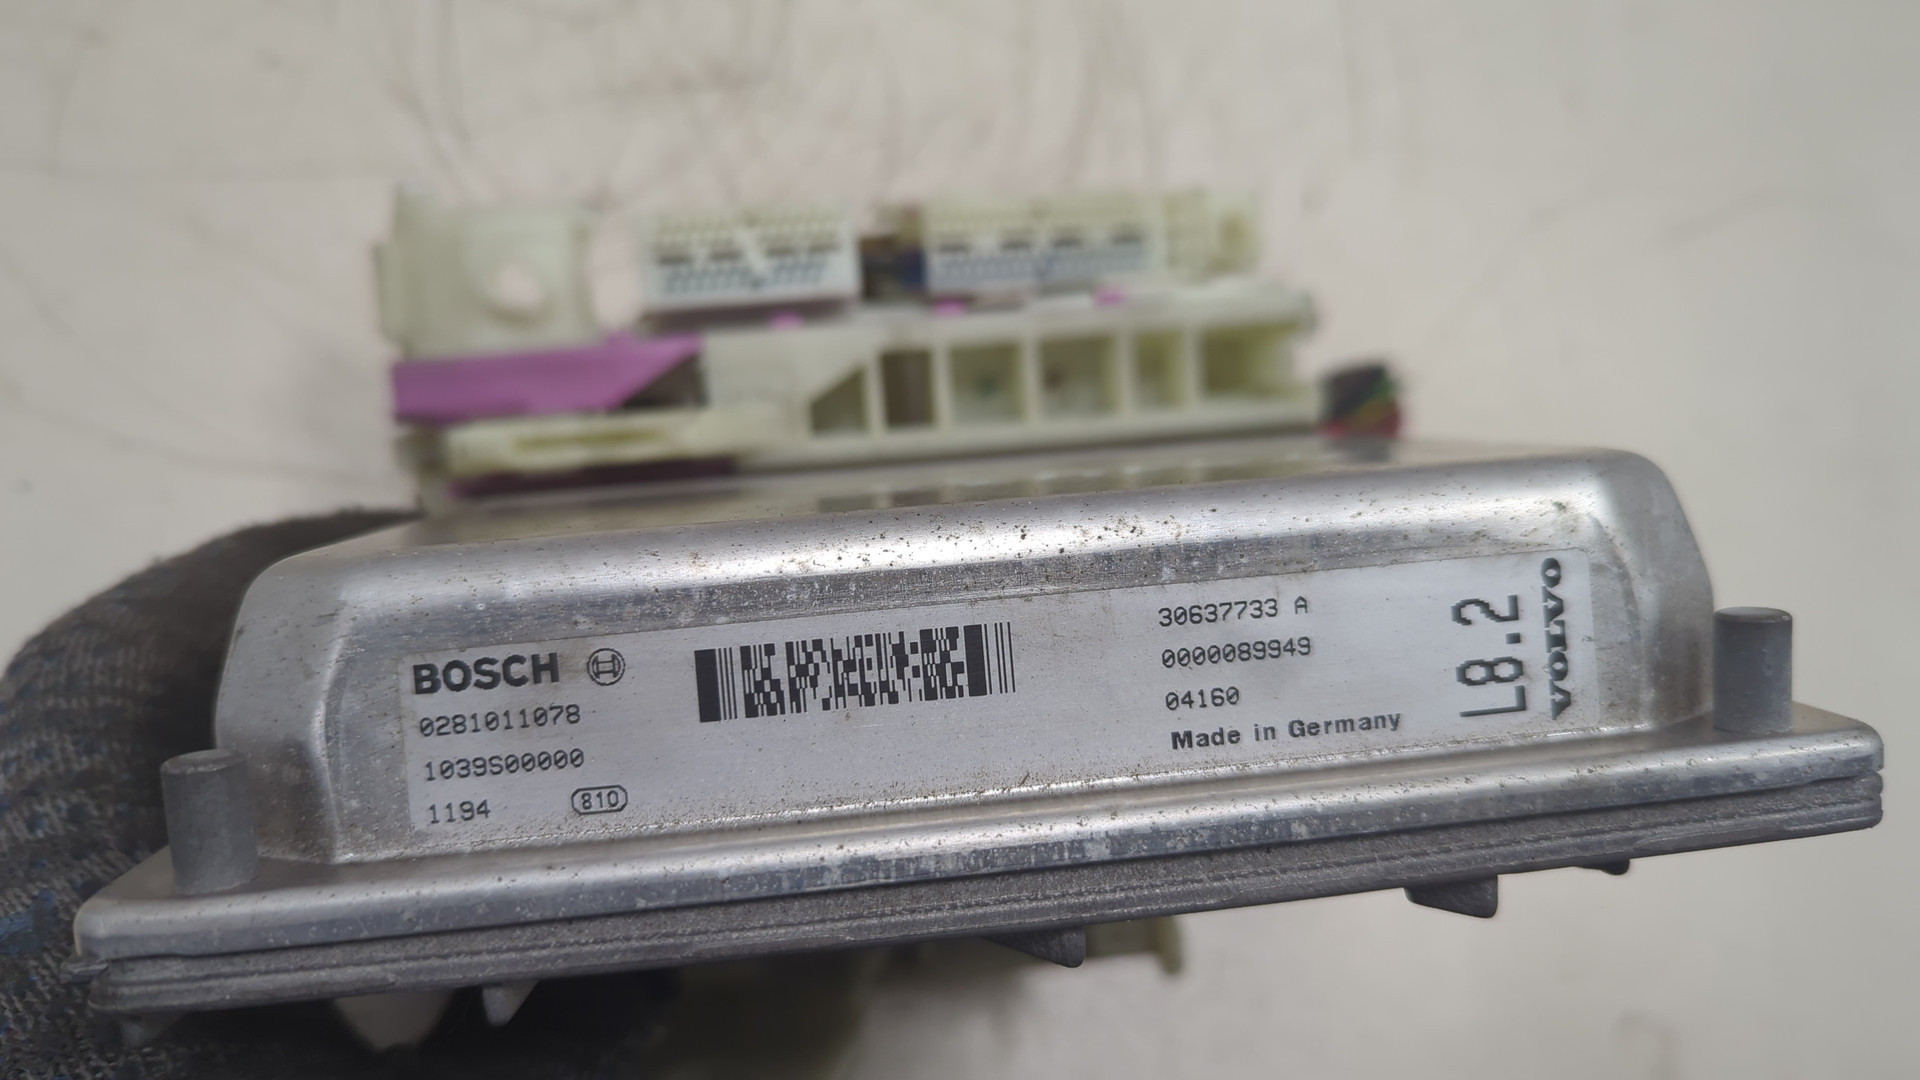 BOSCH
0281011078
1039S00000
1194 810
30637733 A
0000089949
04160
Made in Germany
L8.2
VOLVO